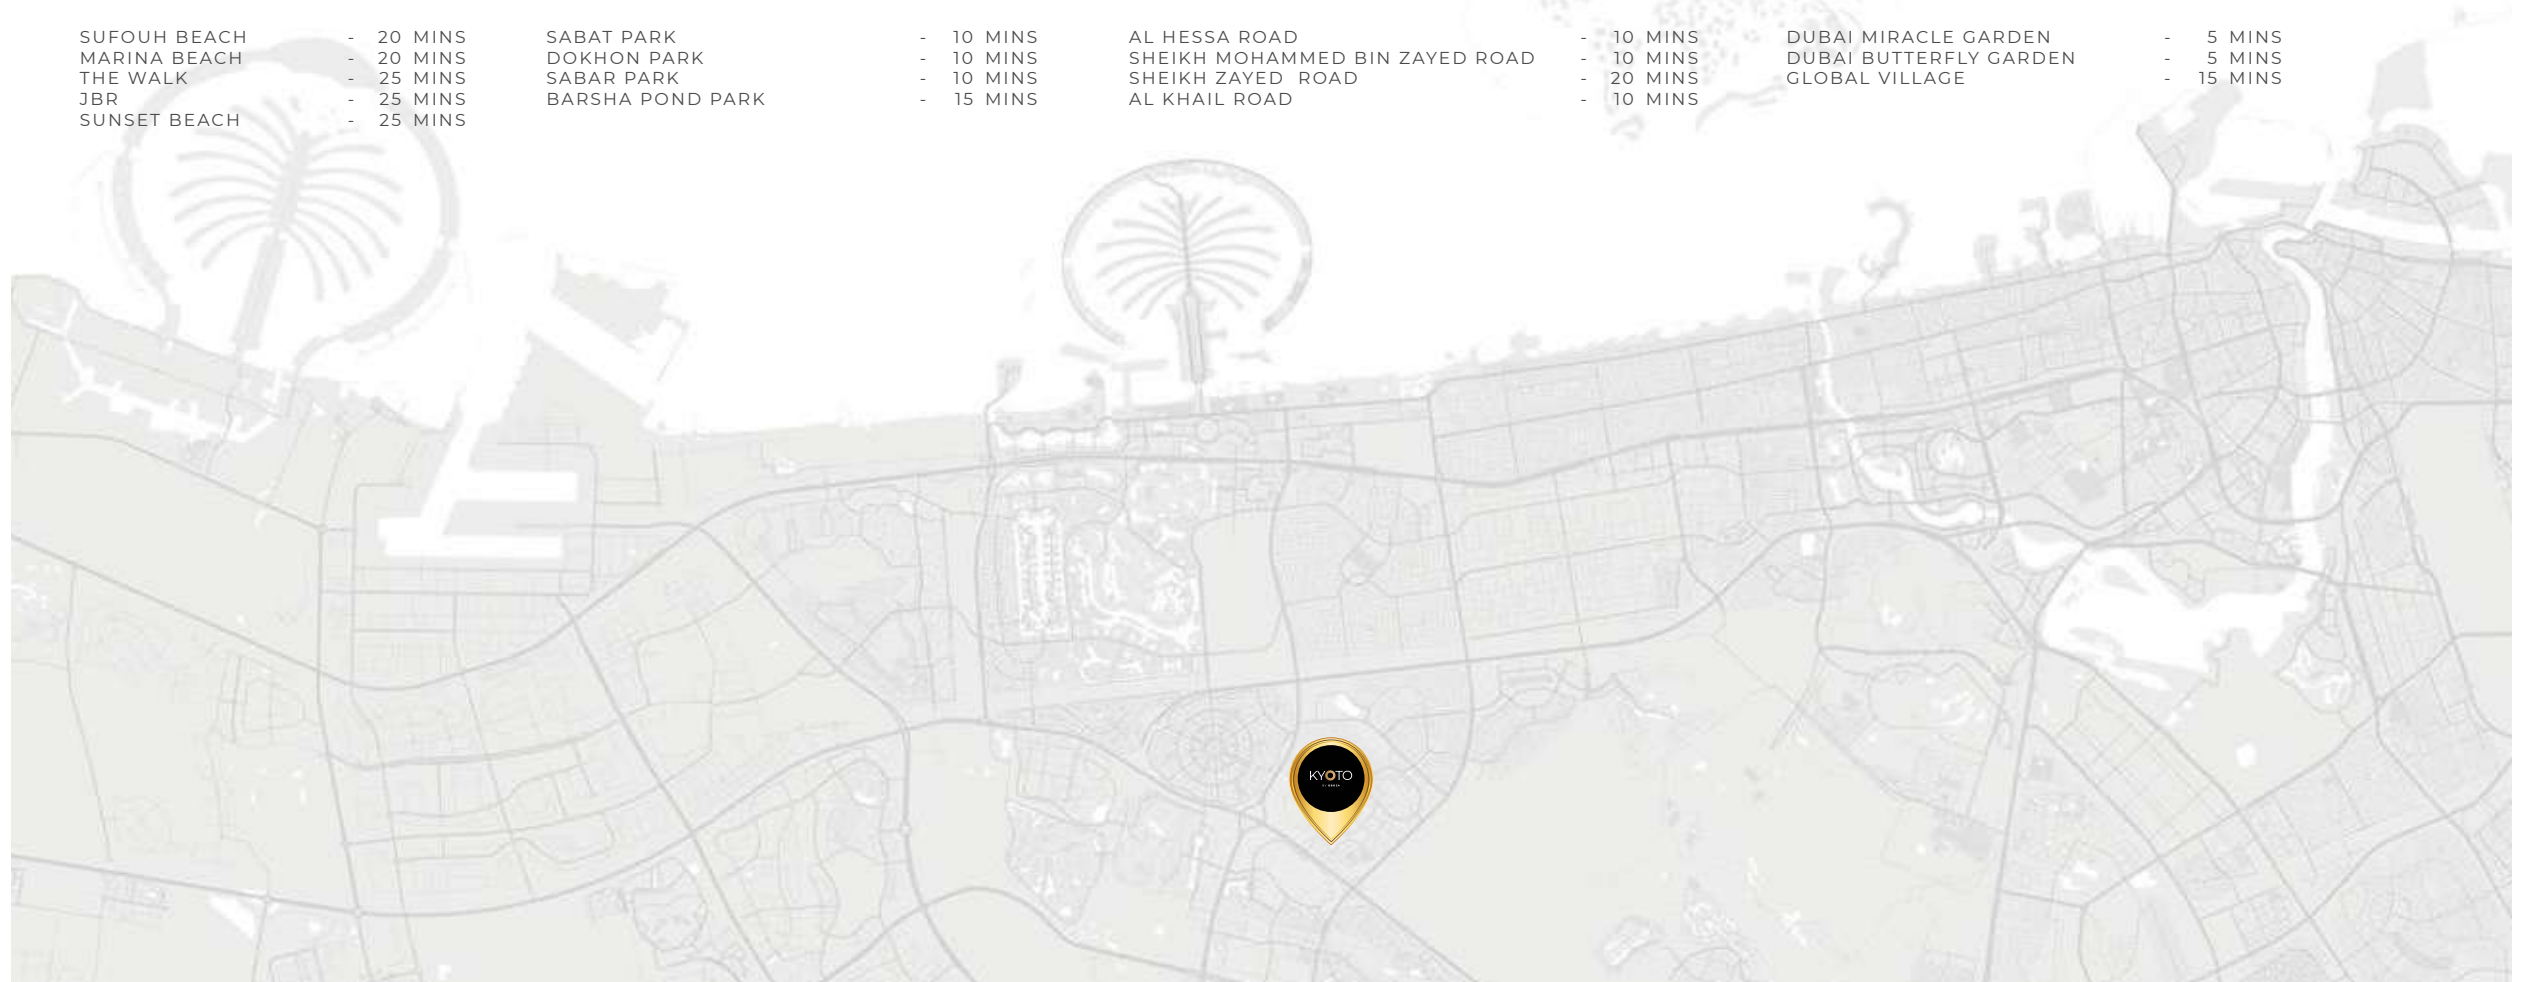 SUFOUH BEACH - 20 MINS
MARINA BEACH - 20 MINS
THE WALK - 25 MINS
JBR - 25 MINS
SUNSET BEACH - 25 MINS
SABAT PARK - 10 MINS
DOKHON PARK - 10 MINS
SABAR PARK - 10 MINS
BARSHA POND PARK - 15 MINS
AL HESSA ROAD - 10 MINS
SHEIKH MOHAMMED BIN ZAYED ROAD - 10 MINS
SHEIKH ZAYED ROAD - 20 MINS
AL KHAIL ROAD - 10 MINS
DUBAI MIRACLE GARDEN - 5 MINS
DUBAI BUTTERFLY GARDEN - 5 MINS
GLOBAL VILLAGE - 15 MINS
KYOTO